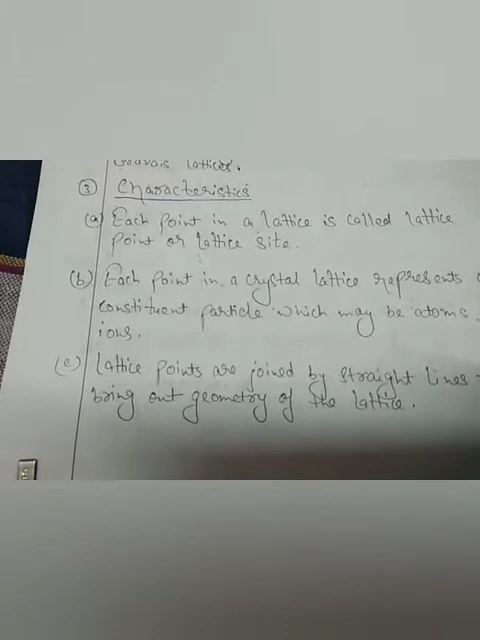 lattices.
③ Characteristics
(a) Each point in a lattice is called lattice
point or lattice site.
(b) Each point in a crystal lattice represents
constituent particle which may be atoms,
ions.
(c) lattice points are joined by straight lines
bring out geometry of the lattice.